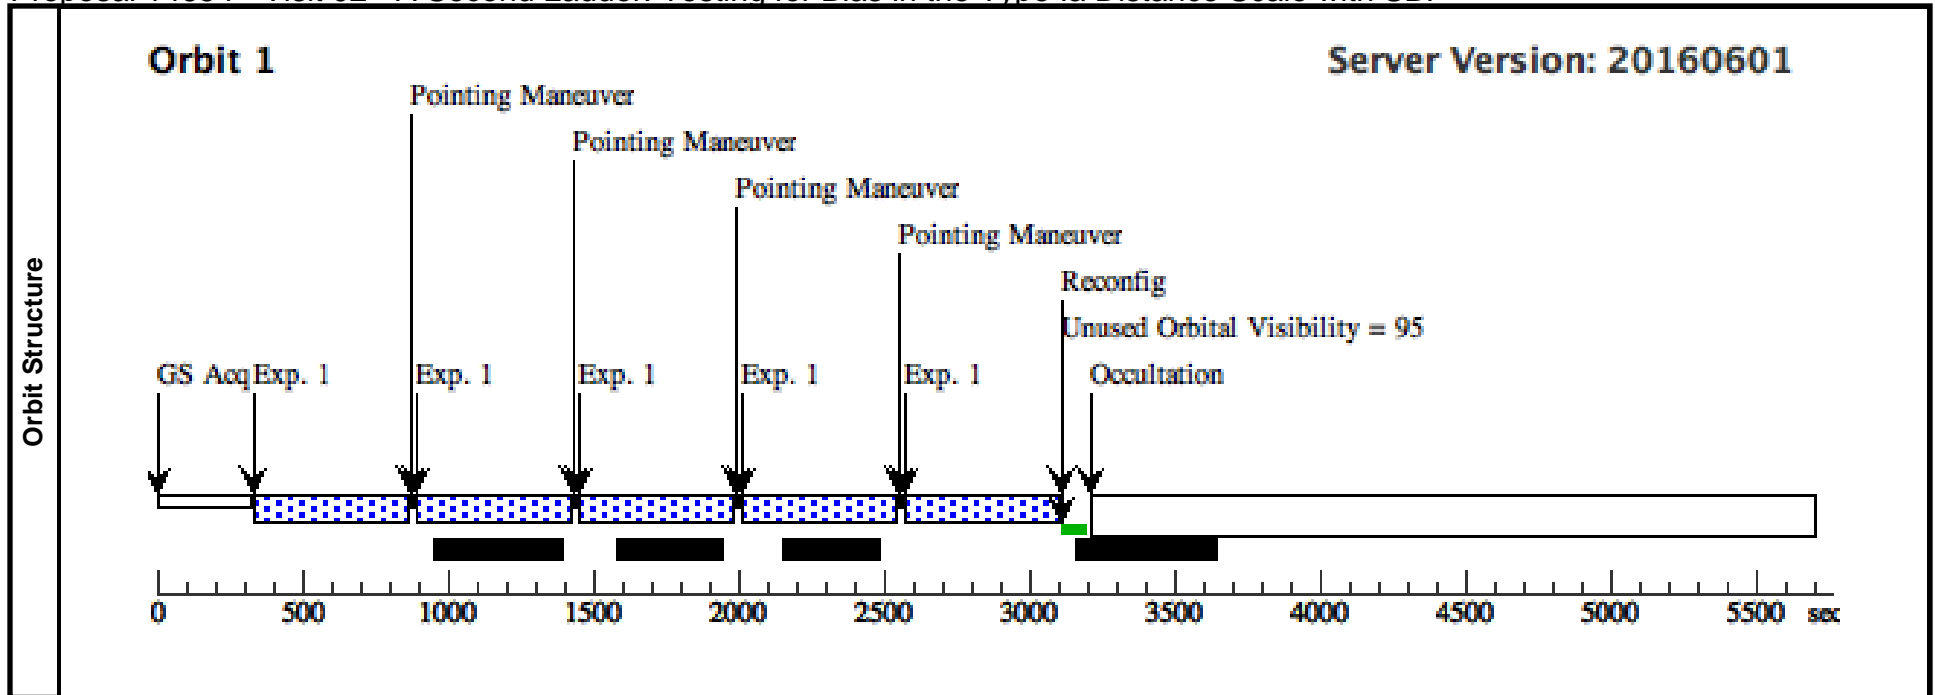 Orbit Structure
Orbit 1
Server Version: 20160601
Pointing Maneuver
Pointing Maneuver
Pointing Maneuver
Pointing Maneuver
Reconfig
Unused Orbital Visibility = 95
GS Acq Exp. 1 Exp. 1 Exp. 1 Exp. 1 Exp. 1 Occultation
0 500 1000 1500 2000 2500 3000 3500 4000 4500 5000 5500 sec